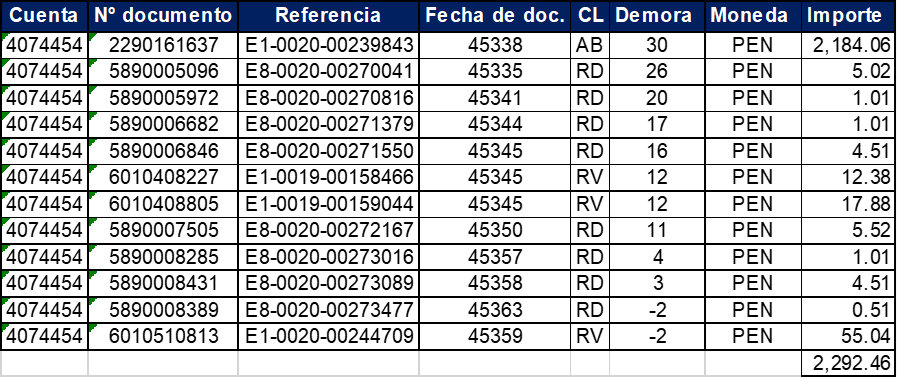 Cuenta N° documento Referencia Fecha de doc. CL Demora Moneda Importe
4074454 2290161637 E1-0020-00239843 45338 AB 30 PEN 2,184.06
4074454 5890005096 E8-0020-00270041 45335 RD 26 PEN 5.02
4074454 5890005972 E8-0020-00270816 45341 RD 20 PEN 1.01
4074454 5890006682 E8-0020-00271379 45344 RD 17 PEN 1.01
4074454 5890006846 E8-0020-00271550 45345 RD 16 PEN 4.51
4074454 6010408227 E1-0019-00158466 45345 RV 12 PEN 12.38
4074454 6010408805 E1-0019-00159044 45345 RV 12 PEN 17.88
4074454 5890007505 E8-0020-00272167 45350 RD 11 PEN 5.52
4074454 5890008285 E8-0020-00273016 45357 RD 4 PEN 1.01
4074454 5890008431 E8-0020-00273089 45358 RD 3 PEN 4.51
4074454 5890008389 E8-0020-00273477 45363 RD -2 PEN 0.51
4074454 6010510813 E1-0020-00244709 45359 RV -2 PEN 55.04
2,292.46